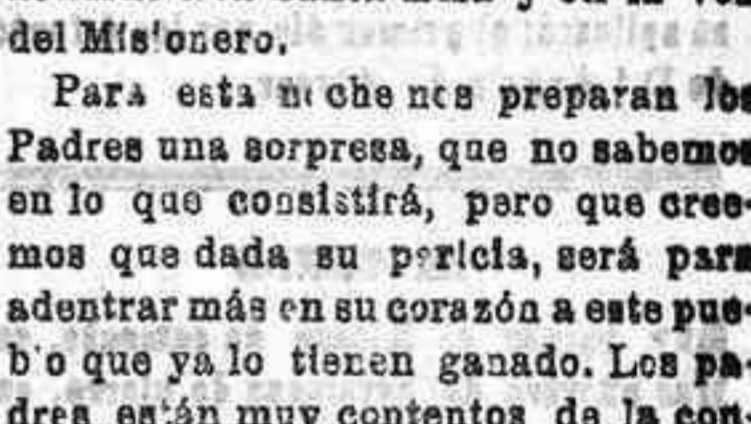 del Misionero.
Para esta noche nos preparan los
Padres una sorpresa, que no sabemos
en lo que consistirá, pero que cree-
mos que dada su pericia, será para
adentrar más en su corazón a este pue-
blo que ya lo tienen ganado. Los pa-
dres están muy contentos de la con-